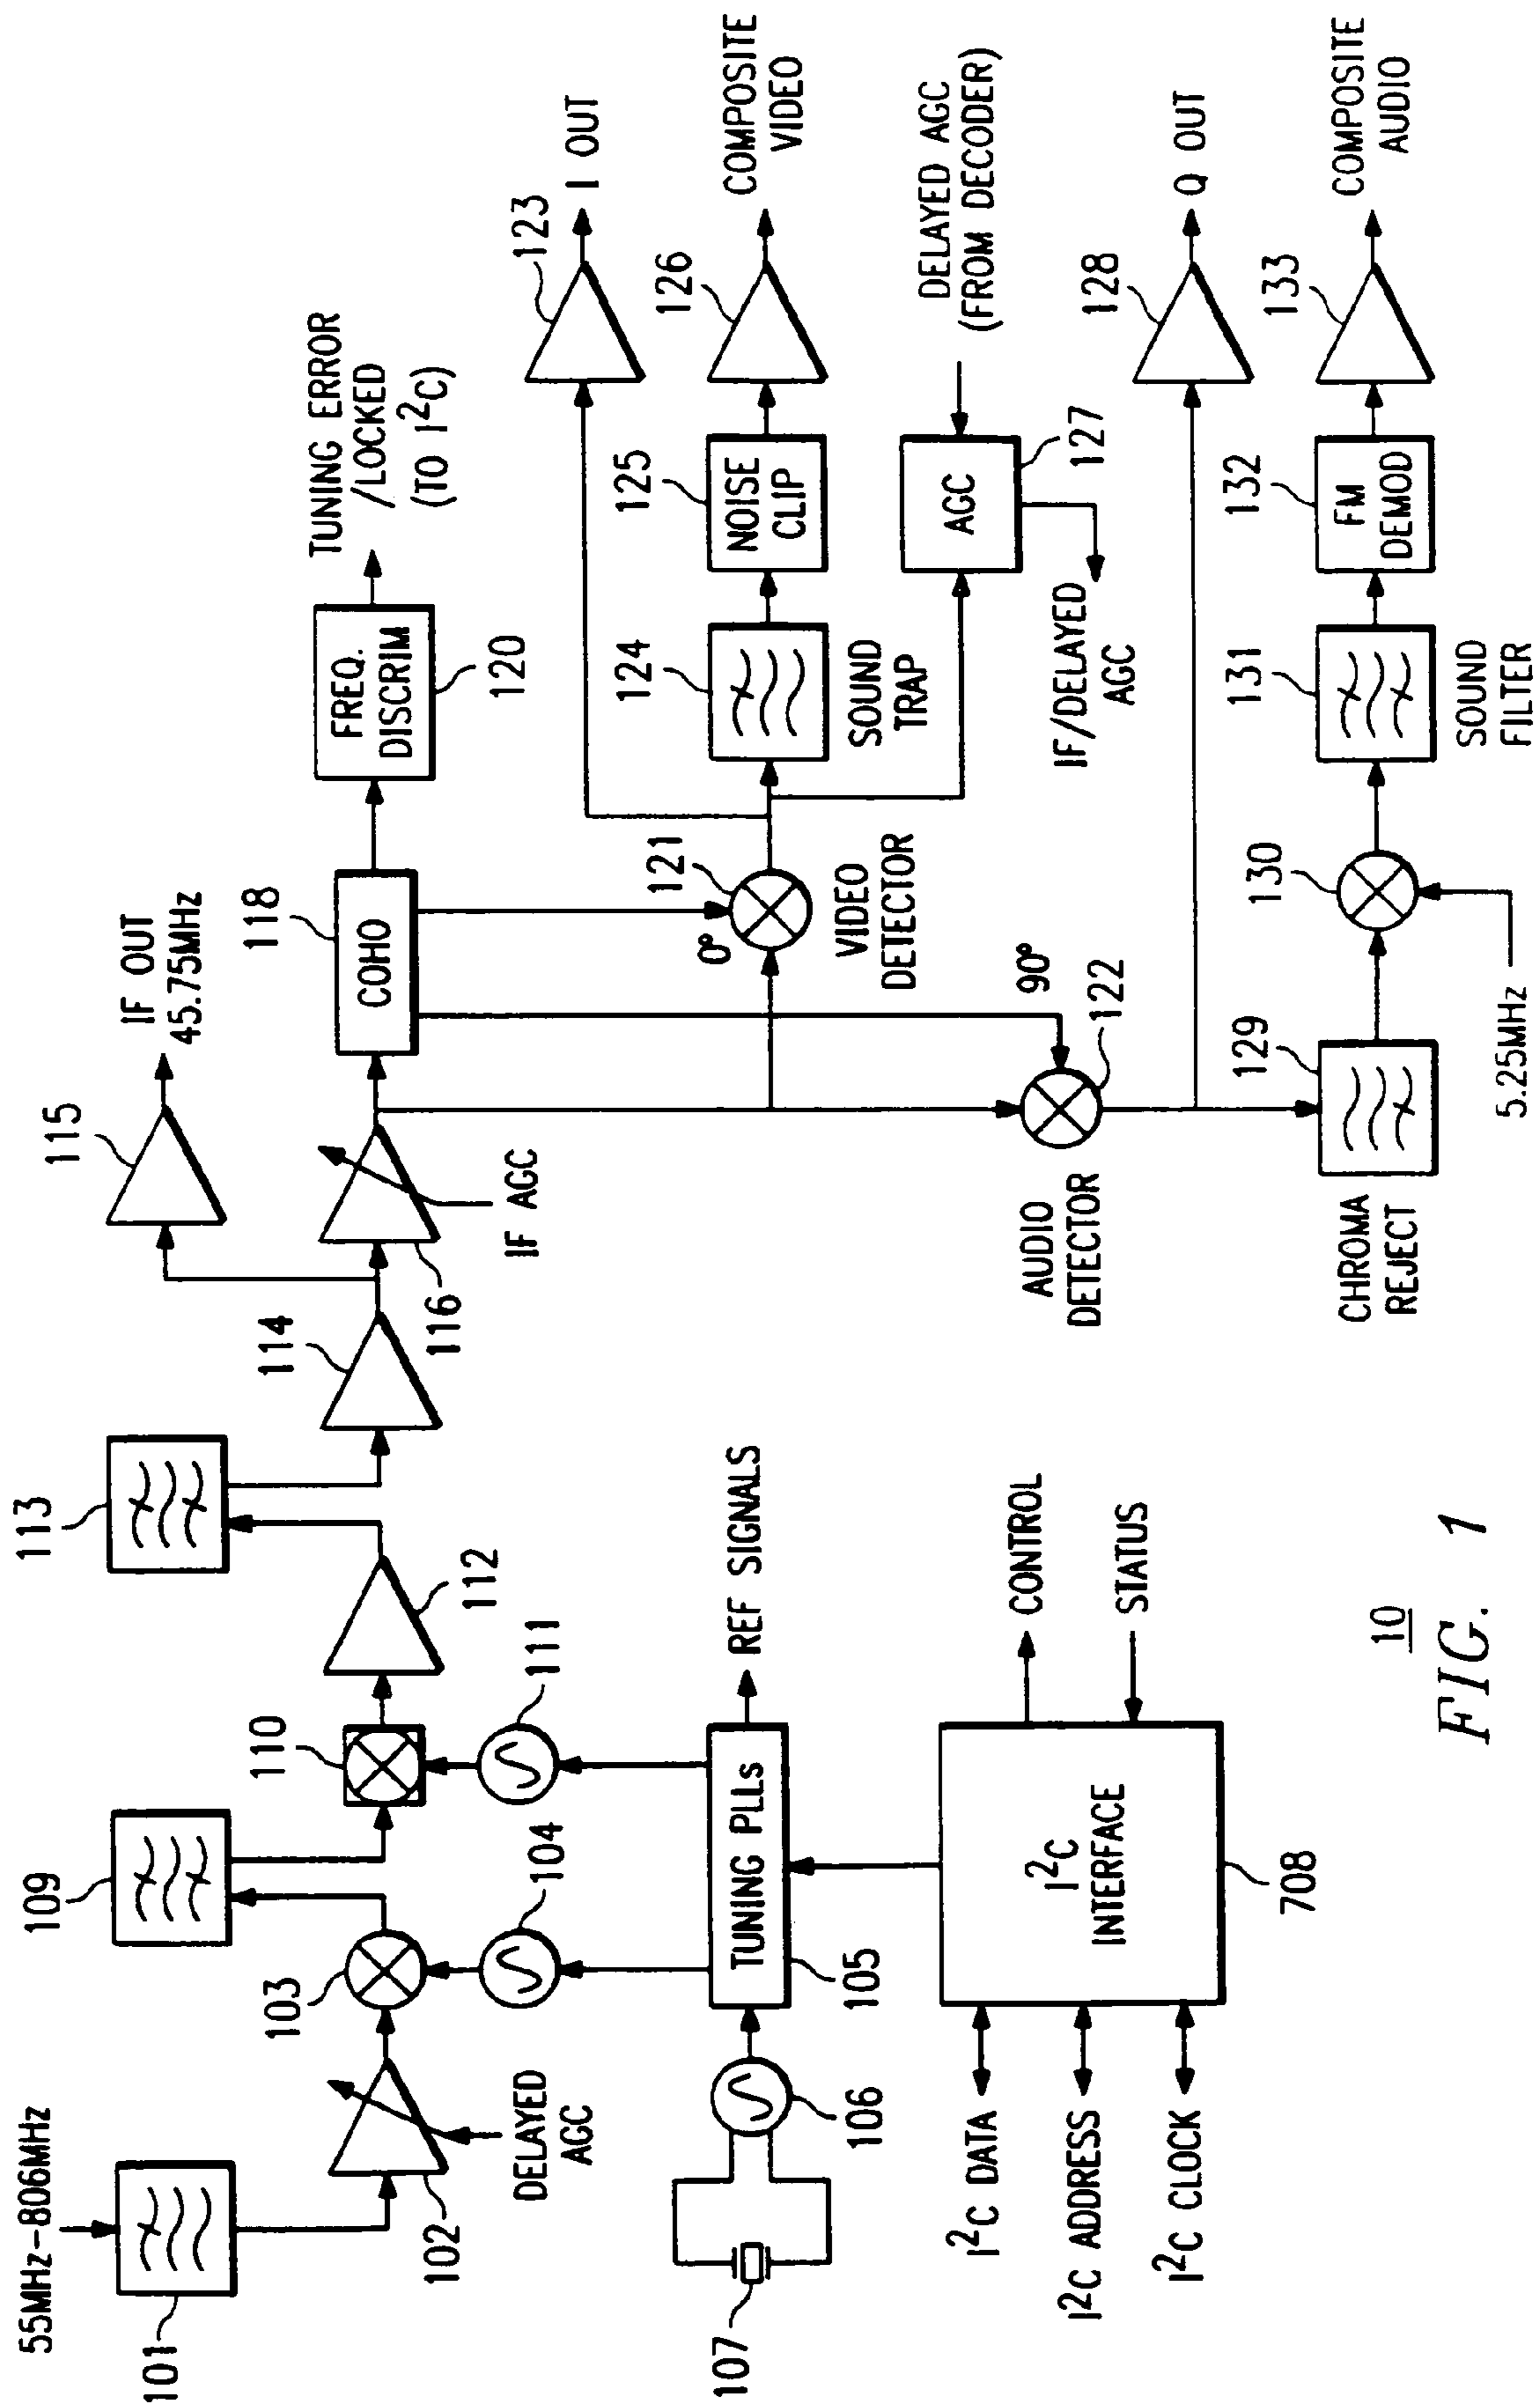 55MHz-806MHz
101
102
DELAYED
AGC
103
104
109
110
111
112
113
114
115
IF OUT
45.75MHz
116
IF AGC
118
COHO
FREQ.
DISCRIM
120
TUNING ERROR
/LOCKED
(TO I²C)
121
0°
VIDEO
DETECTOR
123
I OUT
124
SOUND
TRAP
125
NOISE
CLIP
126
COMPOSITE
VIDEO
AGC
127
DELAYED AGC
(FROM DECODER)
IF/DELAYED
AGC
90°
122
AUDIO
DETECTOR
128
Q OUT
129
CHROMA
REJECT
130
5.25MHz
131
SOUND
FILTER
132
FM
DEMOD
133
COMPOSITE
AUDIO
107
106
TUNING PLLs
105
REF SIGNALS
I²C
INTERFACE
708
I²C DATA
I²C ADDRESS
I²C CLOCK
CONTROL
STATUS
10
FIG. 1